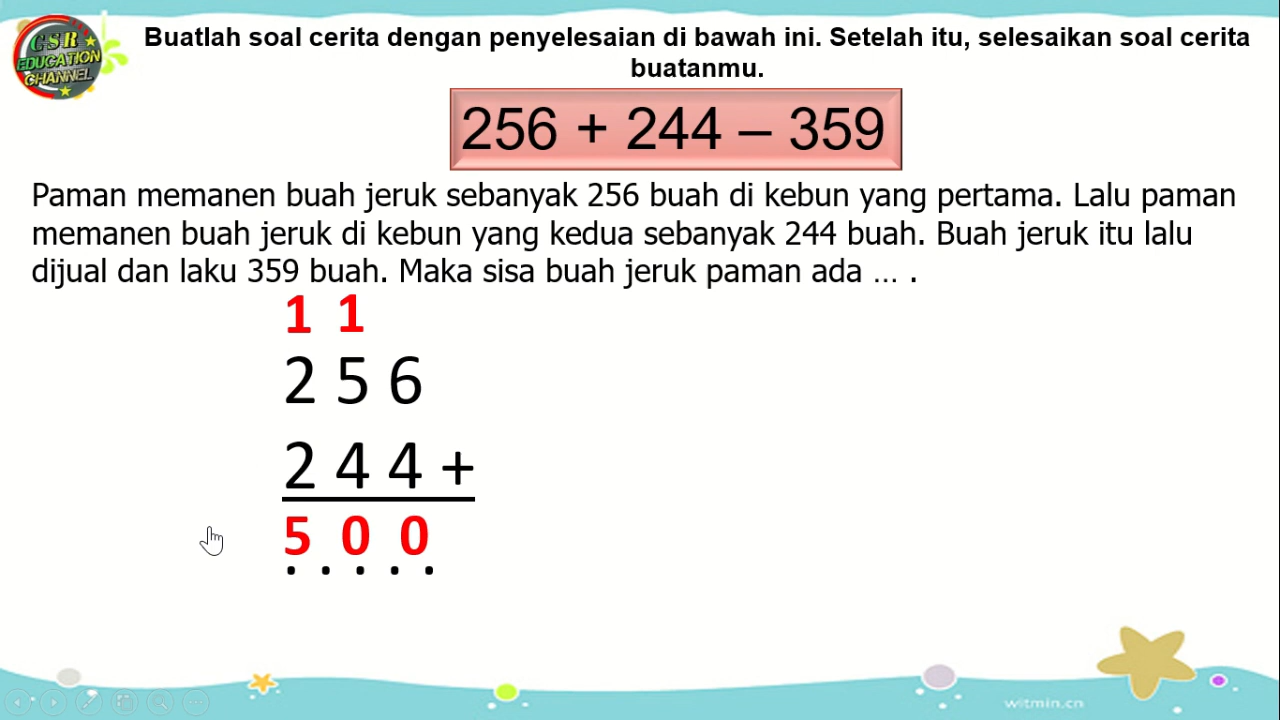 GSR
EDUCATION
CHANNEL
Buatlah soal cerita dengan penyelesaian di bawah ini. Setelah itu, selesaikan soal cerita
buatanmu.
256 + 244 – 359
Paman memanen buah jeruk sebanyak 256 buah di kebun yang pertama. Lalu paman
memanen buah jeruk di kebun yang kedua sebanyak 244 buah. Buah jeruk itu lalu
dijual dan laku 359 buah. Maka sisa buah jeruk paman ada ... .
1 1
2 5 6
2 4 4 +
5 0 0
. . . . .
witmin.cn